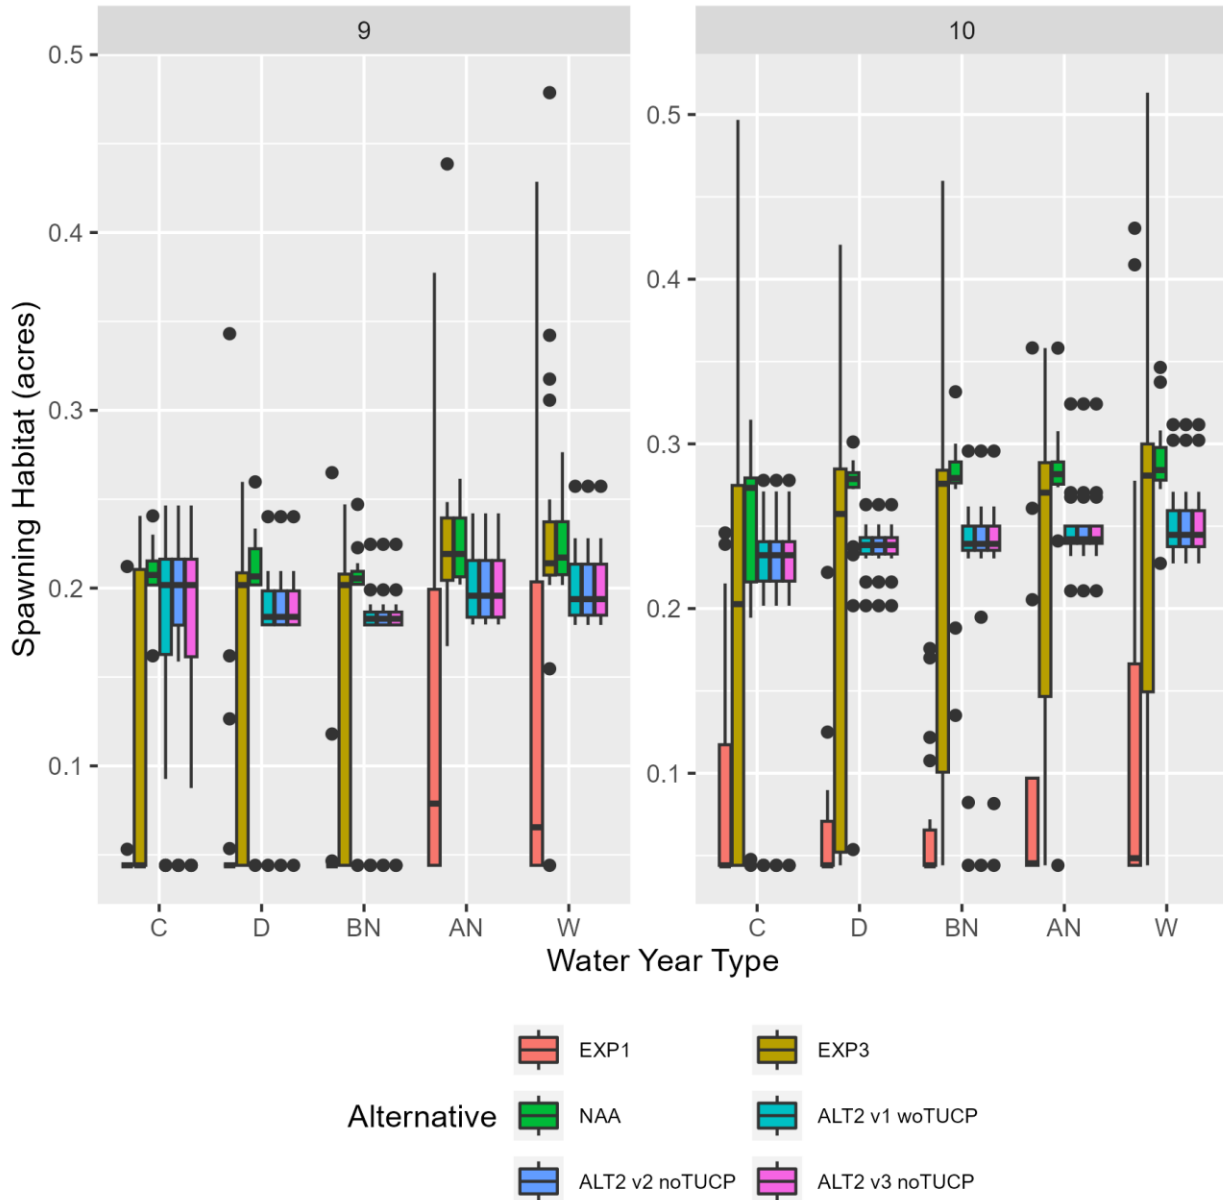 9
10
0.5
0.4
0.3
0.2
0.1
0.5
0.4
0.3
0.2
0.1
Spawning Habitat (acres)
C D BN AN W
C D BN AN W
Water Year Type
Alternative
EXP1
EXP3
NAA
ALT2 v1 woTUCP
ALT2 v2 noTUCP
ALT2 v3 noTUCP